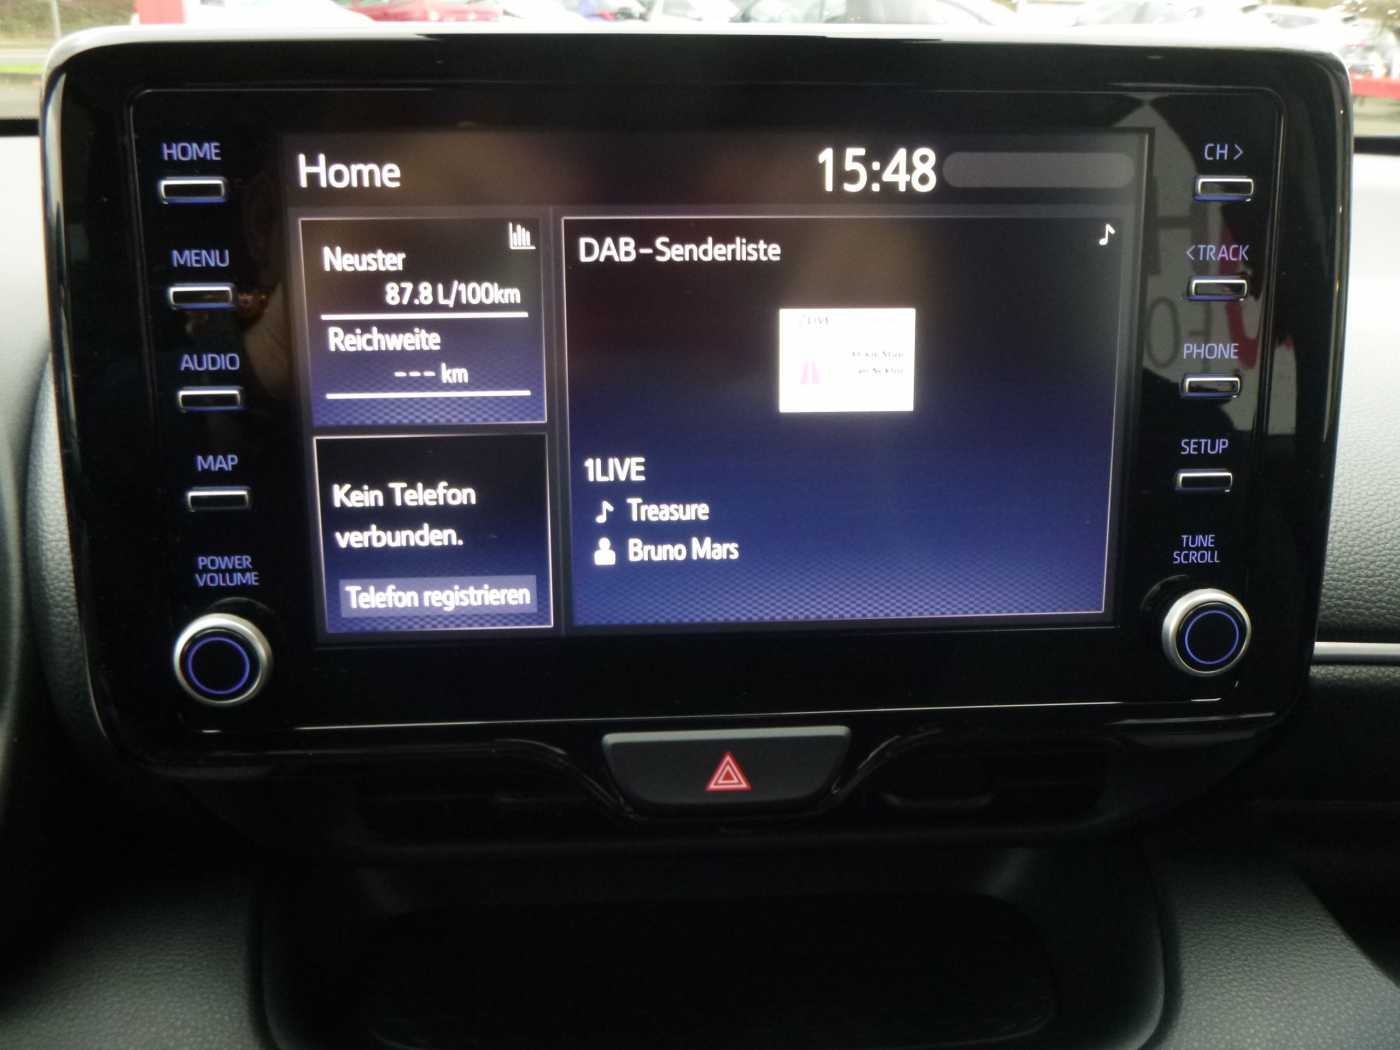 HOME
MENU
AUDIO
MAP
POWER
VOLUME
Home
15:48
Neuster
87.8 L/100km
Reichweite
--- km
Kein Telefon
verbunden.
Telefon registrieren
DAB-Senderliste
1LIVE
Treasure
Bruno Mars
CH >
<TRACK
PHONE
SETUP
TUNE
SCROLL